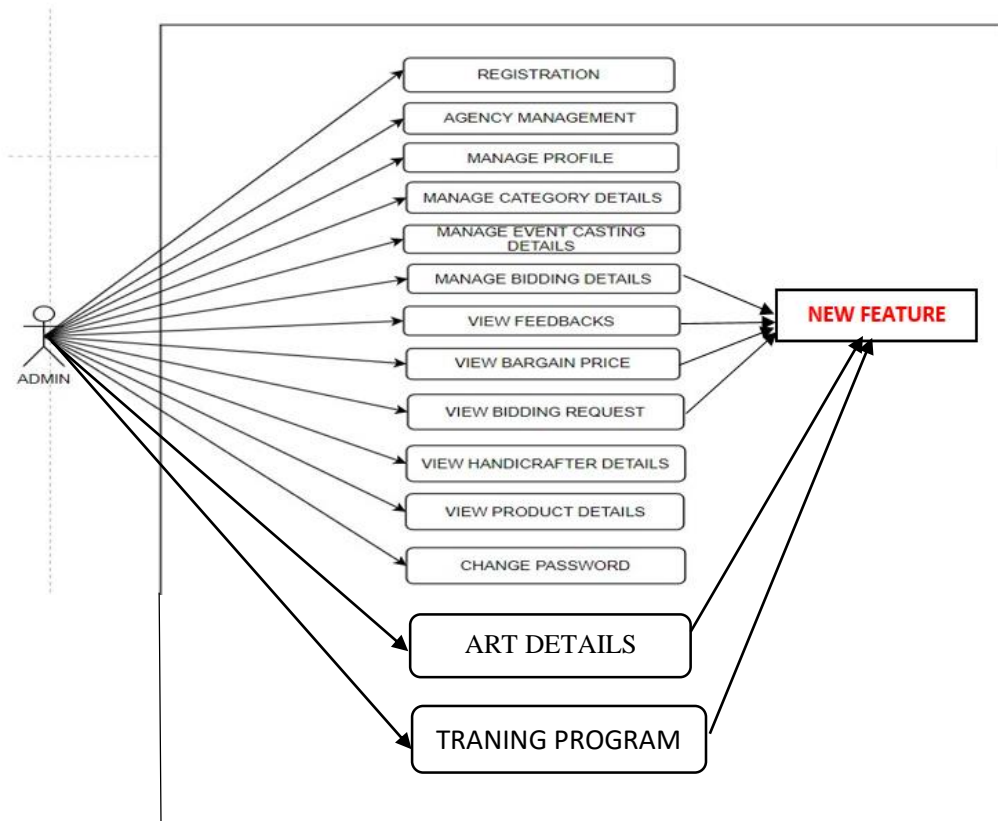 REGISTRATION
AGENCY MANAGEMENT
MANAGE PROFILE
MANAGE CATEGORY DETAILS
MANAGE EVENT CASTING
DETAILS
MANAGE BIDDING DETAILS
VIEW FEEDBACKS
VIEW BARGAIN PRICE
VIEW BIDDING REQUEST
VIEW HANDICRAFTER DETAILS
VIEW PRODUCT DETAILS
CHANGE PASSWORD
ART DETAILS
TRANING PROGRAM
ADMIN
NEW FEATURE